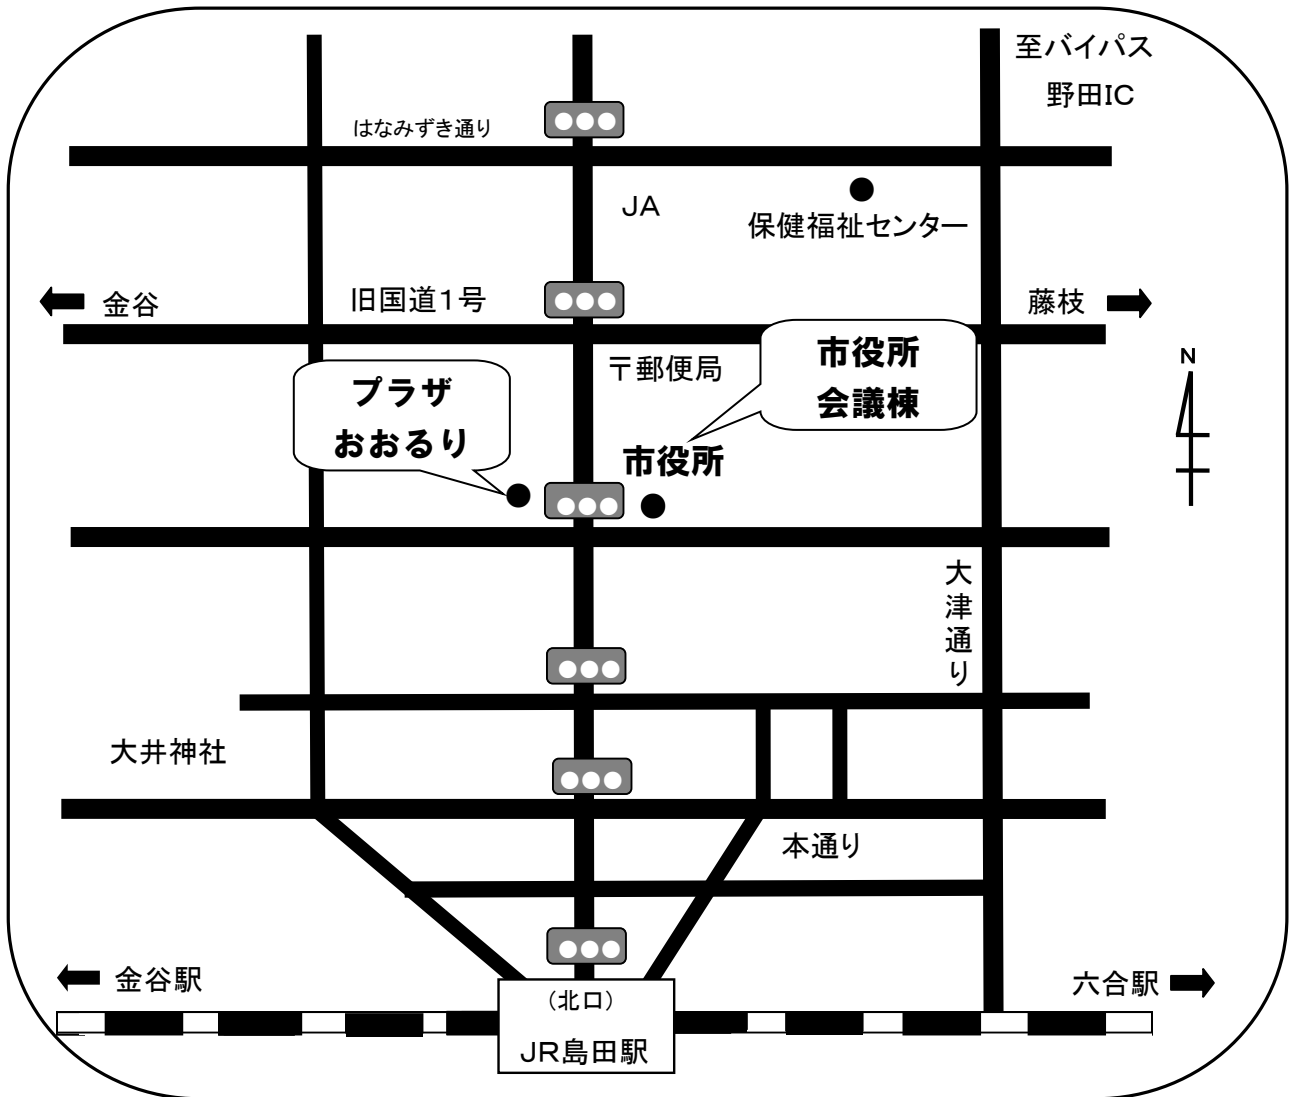 至バイパス
野田IC
はなみずき通り
JA
保健福祉センター
金谷
旧国道1号
藤枝
市役所
会議棟
〒郵便局
N
プラザ
おおるり
市役所
大津通り
大井神社
本通り
金谷駅
六合駅
(北口)
JR島田駅